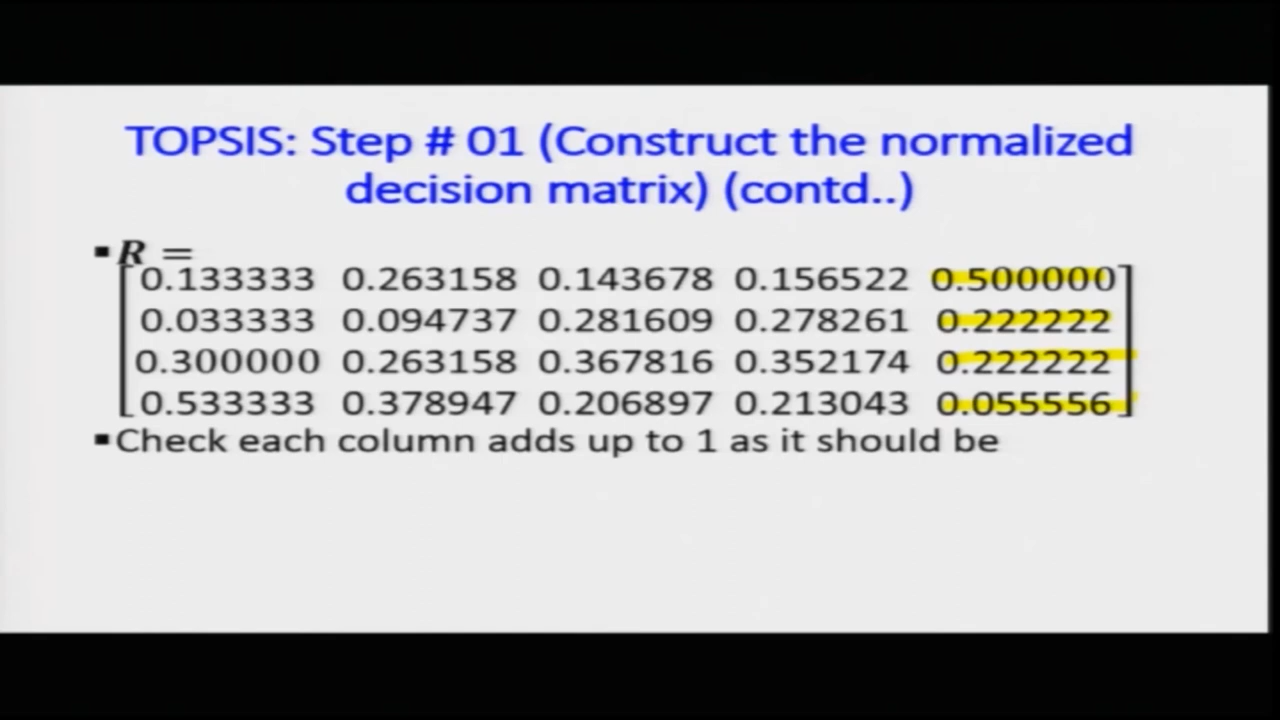 TOPSIS: Step # 01 (Construct the normalized
decision matrix) (contd..)
▪R =
[0.133333 0.263158 0.143678 0.156522 0.500000]
0.033333 0.094737 0.281609 0.278261 0.222222
0.300000 0.263158 0.367816 0.352174 0.222222
0.533333 0.378947 0.206897 0.213043 0.055556
▪Check each column adds up to 1 as it should be